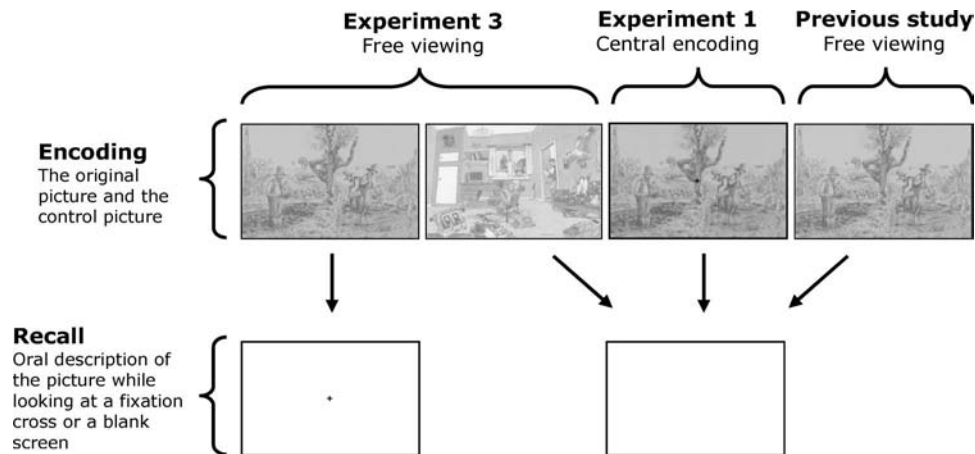 Experiment 3
Free viewing
Experiment 1
Central encoding
Previous study
Free viewing
Encoding
The original
picture and the
control picture
Recall
Oral description of
the picture while
looking at a fixation
cross or a blank
screen